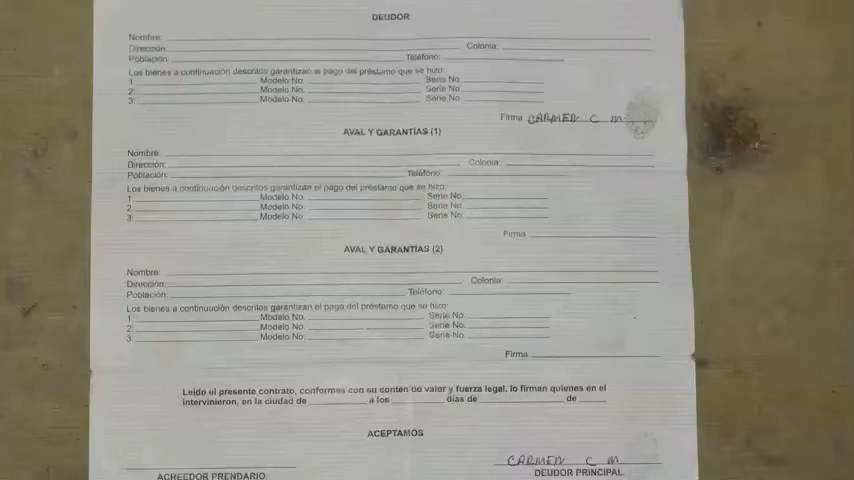 DEUDOR
Nombre:
Dirección: Colonia:
Población: Teléfono:
Los bienes a continuación descritos garantizan el pago del préstamo que se hizo:
1: Modelo No. Serie No.
2: Modelo No. Serie No.
3: Modelo No. Serie No.
Firma CARMEN C M.
AVAL Y GARANTÍAS (1)
Nombre:
Dirección: Colonia:
Población: Teléfono:
Los bienes a continuación descritos garantizan el pago del préstamo que se hizo:
1: Modelo No. Serie No.
2: Modelo No. Serie No.
3: Modelo No. Serie No.
Firma
AVAL Y GARANTÍAS (2)
Nombre:
Dirección: Colonia:
Población: Teléfono:
Los bienes a continuación descritos garantizan el pago del préstamo que se hizo:
1: Modelo No. Serie No.
2: Modelo No. Serie No.
3: Modelo No. Serie No.
Firma
Leído el presente contrato, conformes con su contenido valor y fuerza legal, lo firman quienes en el
intervinieron, en la ciudad de a los días de de
ACEPTAMOS
CARMEN C M
ACREEDOR PRENDARIO DEUDOR PRINCIPAL